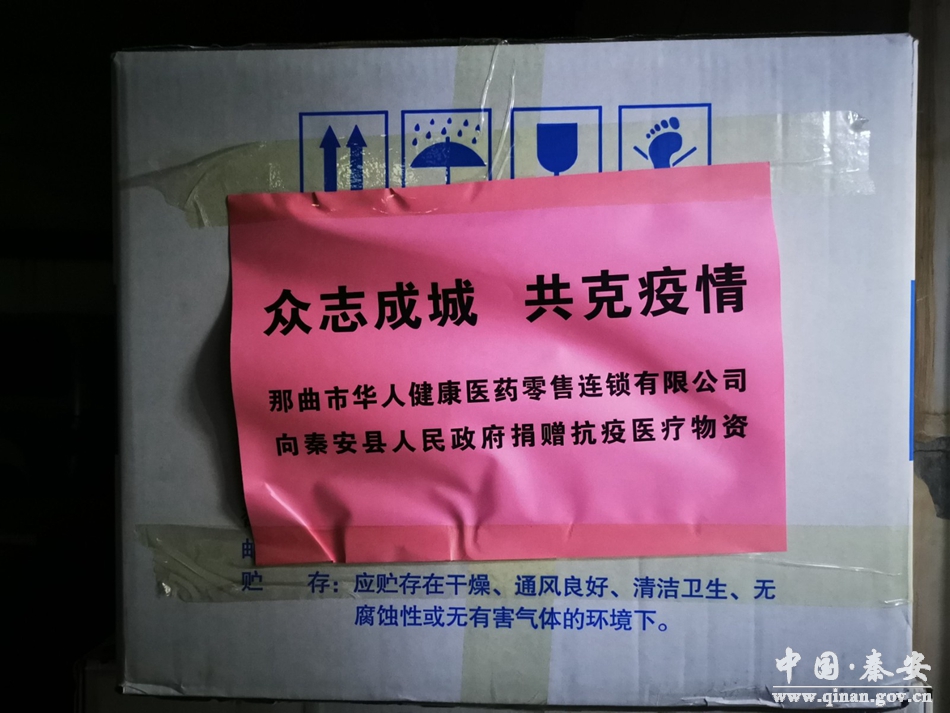 众志成城 共克疫情
那曲市华人健康医药零售连锁有限公司
向秦安县人民政府捐赠抗疫医疗物资
贮 存：应贮存在干燥、通风良好、清洁卫生、无
腐蚀性或无有害气体的环境下。
中国·秦安
www.qinan.gov.cn